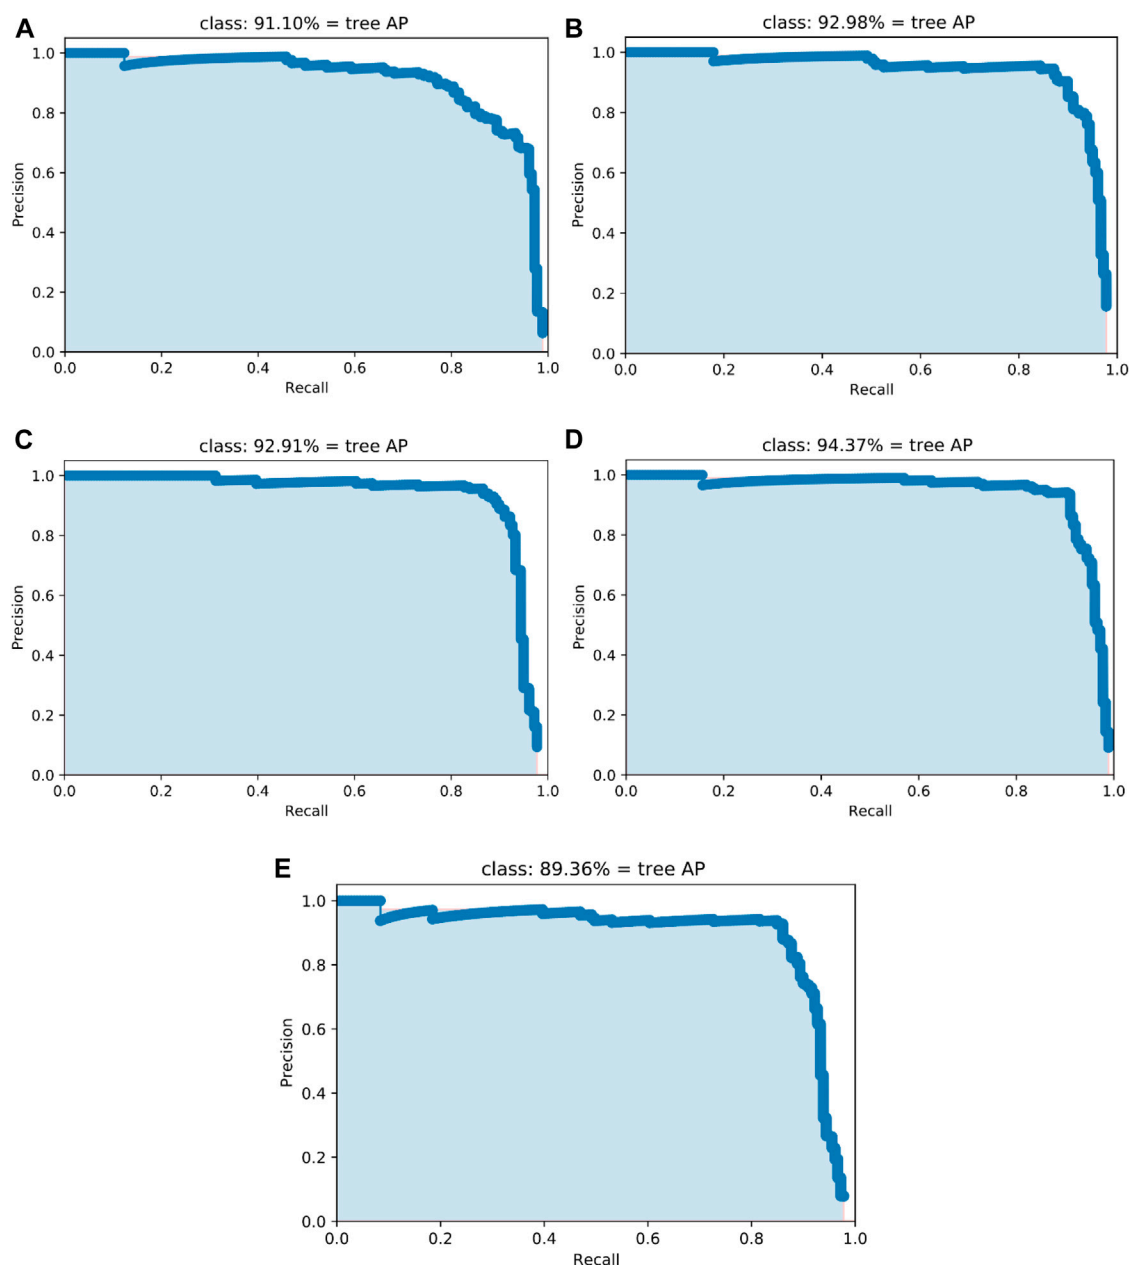 A
class: 91.10% = tree AP
1.0
0.8
0.6
0.4
0.2
0.0
Precision
0.0 0.2 0.4 0.6 0.8 1.0
Recall
B
class: 92.98% = tree AP
1.0
0.8
0.6
0.4
0.2
0.0
Precision
0.0 0.2 0.4 0.6 0.8 1.0
Recall
C
class: 92.91% = tree AP
1.0
0.8
0.6
0.4
0.2
0.0
Precision
0.0 0.2 0.4 0.6 0.8 1.0
Recall
D
class: 94.37% = tree AP
1.0
0.8
0.6
0.4
0.2
0.0
Precision
0.0 0.2 0.4 0.6 0.8 1.0
Recall
E
class: 89.36% = tree AP
1.0
0.8
0.6
0.4
0.2
0.0
Precision
0.0 0.2 0.4 0.6 0.8 1.0
Recall